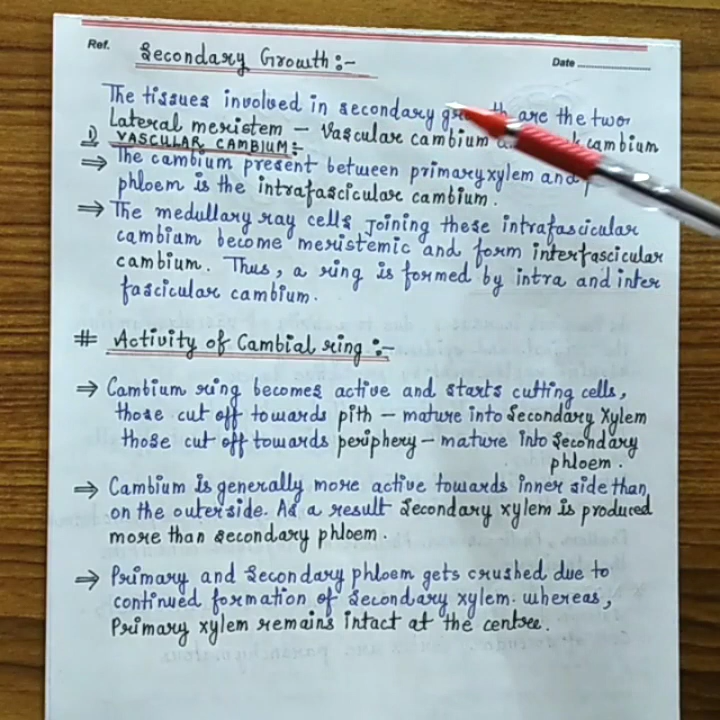 Ref.
Secondary Growth:-
Date
The tissues involved in secondary are the two
Lateral meristem - Vascular cambium cambium
1) VASCULAR CAMBIUM:-
⇒ The cambium present between primary xylem and
phloem is the intrafascicular cambium.
⇒ The medullary ray cells joining these intrafascicular
cambium become meristemic and form interfascicular
cambium. Thus, a ring is formed by intra and inter
fascicular cambium.
# Activity of Cambial ring :-
⇒ Cambium ring becomes active and starts cutting cells,
those cut off towards pith - mature into Secondary Xylem
those cut off towards periphery - mature into Secondary
phloem.
⇒ Cambium is generally more active towards inner side than
on the outerside. As a result Secondary xylem is produced
more than secondary phloem.
⇒ Primary and Secondary phloem gets crushed due to
continued formation of Secondary xylem. whereas,
Primary xylem remains intact at the centre.